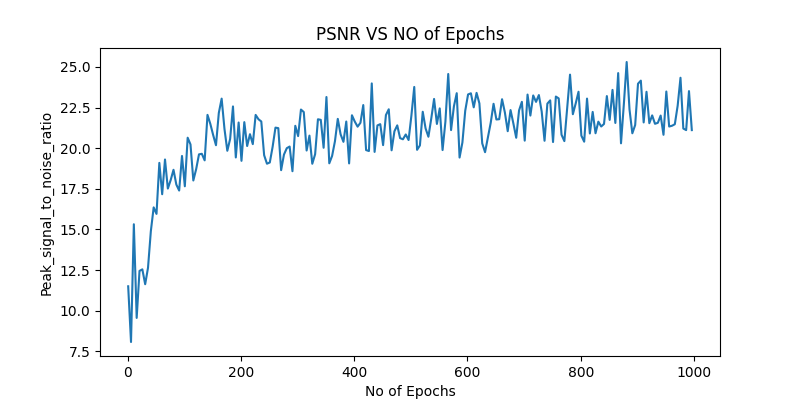 PSNR VS NO of Epochs
25.0
22.5
20.0
17.5
15.0
12.5
10.0
7.5
Peak_signal_to_noise_ratio
0 200 400 600 800 1000
No of Epochs